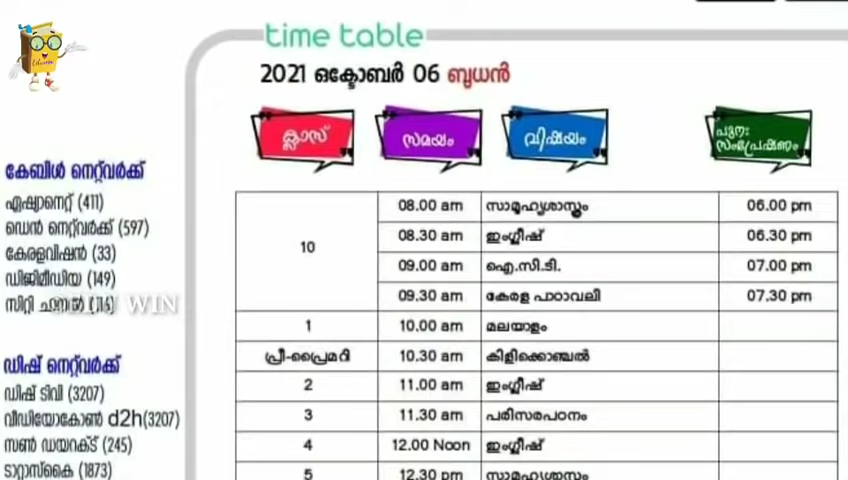 time table
2021 ഒക്ടോബർ 06 ബുധൻ
ക്ലാസ് സമയം വിഷയം പുനഃ സംപ്രേഷണം
10
08.00 am സാമൂഹ്യശാസ്ത്രം 06.00 pm
08.30 am ഇംഗ്ലീഷ് 06.30 pm
09.00 am ഐ.സി.ടി. 07.00 pm
09.30 am കേരള പാഠാവലി 07.30 pm
1 10.00 am മലയാളം
പ്രീ-പ്രൈമറി 10.30 am കിളിക്കൊഞ്ചൽ
2 11.00 am ഇംഗ്ലീഷ്
3 11.30 am പരിസരപഠനം
4 12.00 Noon ഇംഗ്ലീഷ്
5 12.30 pm സാമൂഹ്യശാസ്ത്രം
കേബിൾ നെറ്റ്‌വർക്ക്
ഏഷ്യാനെറ്റ് (411)
ഡെൻ നെറ്റ്‌വർക്ക് (597)
കേരളവിഷൻ (33)
ഡിജിമീഡിയ (149)
സിറ്റി ചാനൽ (116)
WIN
ഡിഷ് നെറ്റ്‌വർക്ക്
ഡിഷ് ടിവി (3207)
വീഡിയോകോൺ d2h(3207)
സൺ ഡയറക്ട് (245)
ടാറ്റാസ്കൈ (1873)